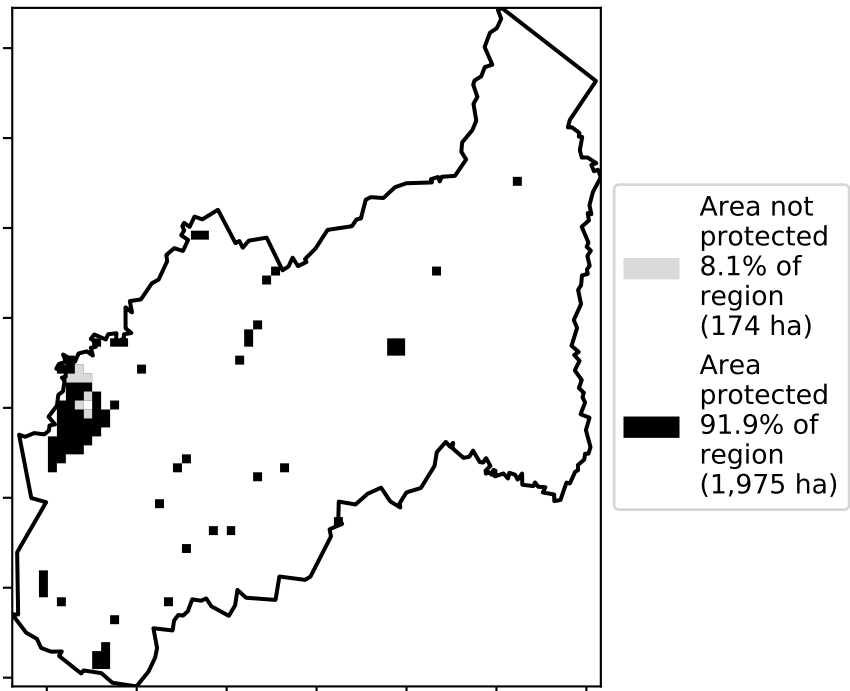 Area not
protected
8.1% of
region
(174 ha)
Area
protected
91.9% of
region
(1,975 ha)